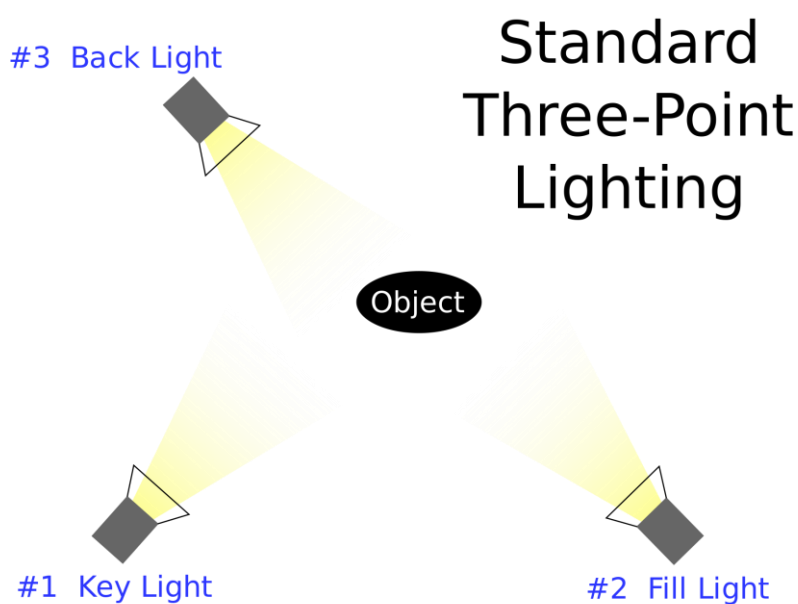 Standard
Three-Point
Lighting
#3 Back Light
Object
#1 Key Light
#2 Fill Light